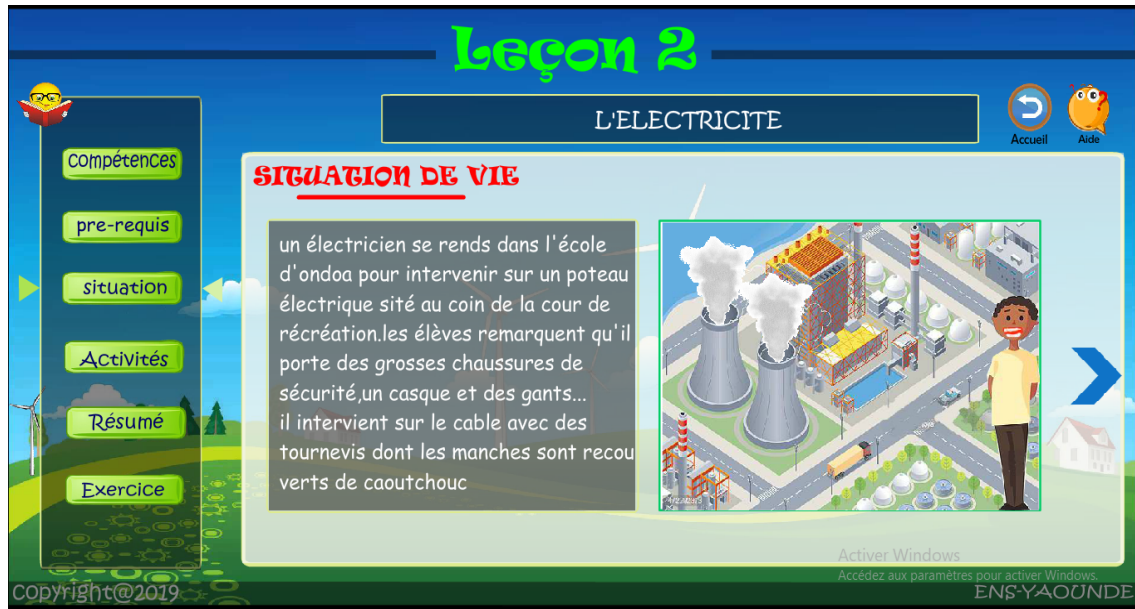 Leçon 2
L'ELECTRICITE
Accueil
Aide
compétences
pre-requis
situation
Activités
Résumé
Exercice
SITUATION DE VIE
un électricien se rends dans l'école
d'ondoa pour intervenir sur un poteau
électrique sité au coin de la cour de
récréation.les élèves remarquent qu'il
porte des grosses chaussures de
sécurité,un casque et des gants...
il intervient sur le cable avec des
tournevis dont les manches sont recou
verts de caoutchouc
Activer Windows
Accédez aux paramètres pour activer Windows.
Copyright@2019
ENS-YAOUNDE